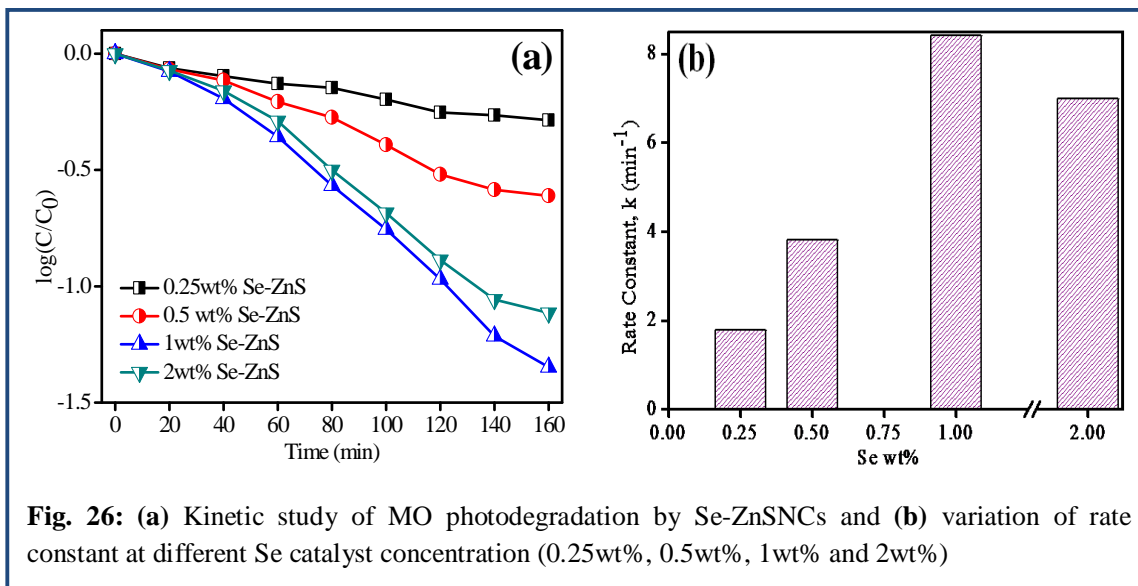 (a)
0.0
-0.5
-1.0
-1.5
log(C/C0)
0.25wt% Se-ZnS
0.5 wt% Se-ZnS
1wt% Se-ZnS
2wt% Se-ZnS
0 20 40 60 80 100 120 140 160
Time (min)
(b)
8
6
4
2
0
Rate Constant, k (min-1)
0.00 0.25 0.50 0.75 1.00 2.00
Se wt%
Fig. 26: (a) Kinetic study of MO photodegradation by Se-ZnSNCs and (b) variation of rate
constant at different Se catalyst concentration (0.25wt%, 0.5wt%, 1wt% and 2wt%)